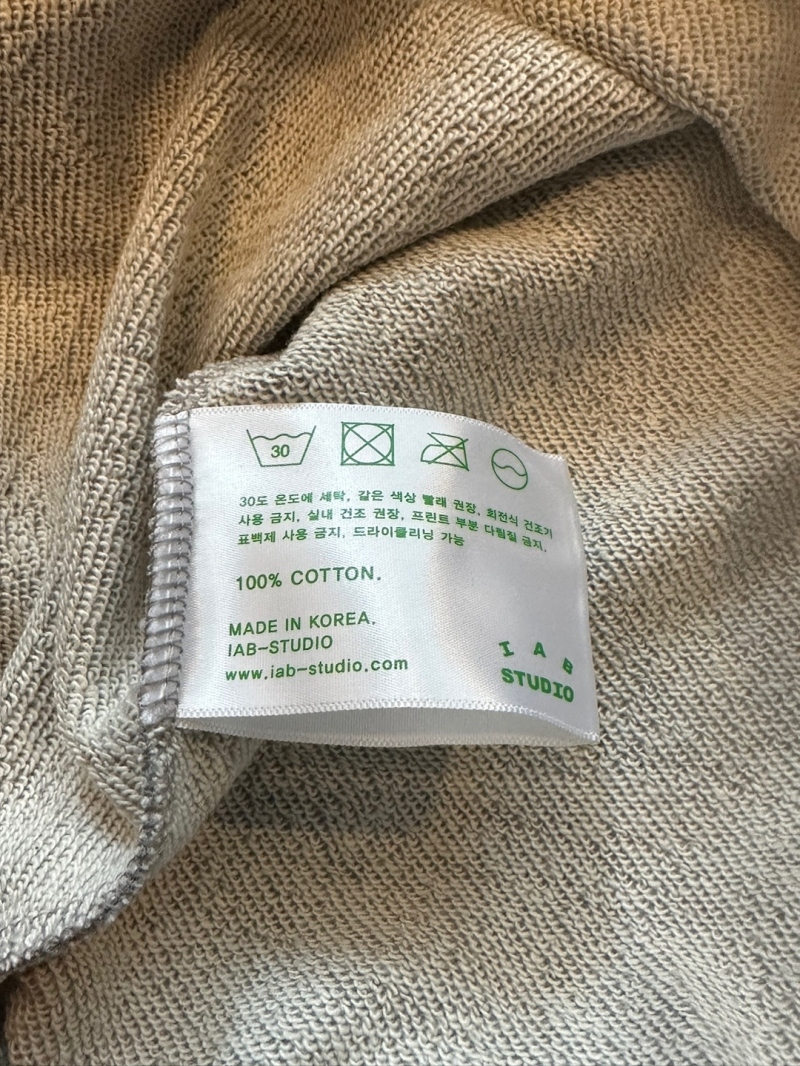 30
30도 온도에 세탁, 같은 색상 빨래 권장, 회전식 건조기
사용 금지, 실내 건조 권장, 프린트 부분 다림질 금지,
표백제 사용 금지, 드라이클리닝 가능
100% COTTON.
MADE IN KOREA.
IAB-STUDIO
www.iab-studio.com
IAB
STUDIO